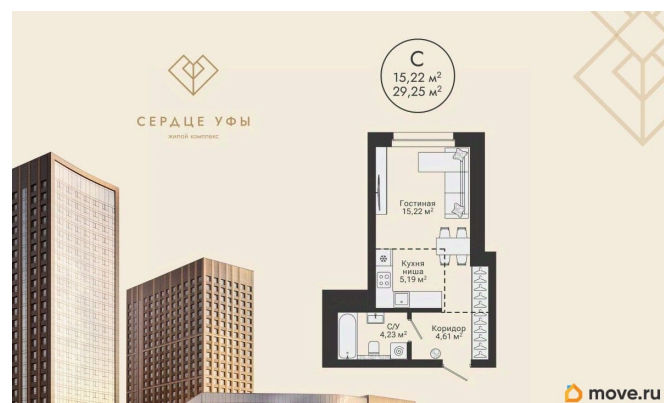 С
15,22 м²
29,25 м²
СЕРДЦЕ УФЫ
жилой комплекс
Гостиная
15,22 м²
Кухня
ниша
5,19 м²
С/У
4,23 м²
Коридор
4,61 м²
move.ru